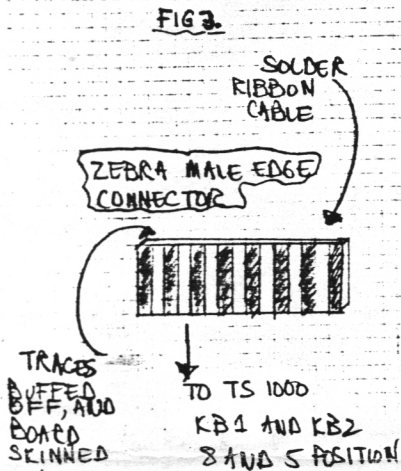 FIG 3.
SOLDER
RIBBON
CABLE
ZEBRA MALE EDGE
CONNECTOR
TRACES
BUFFED
OFF, AND
BOARD
SKINNED
TO TS 1000
KB1 AND KB2
8 AND 5 POSITION